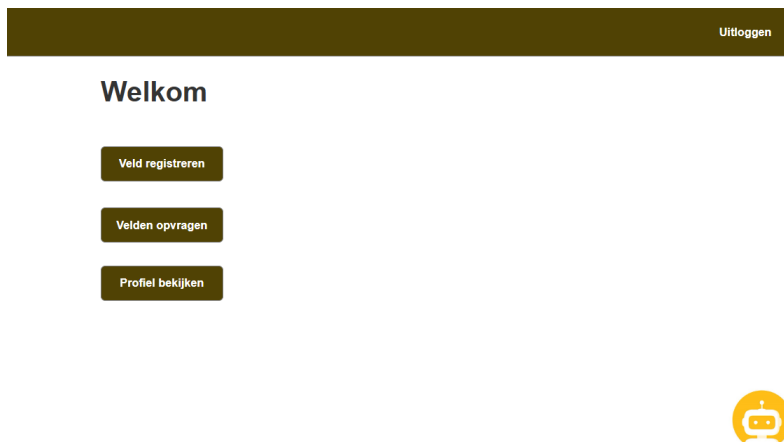 Uitloggen
Welkom
Veld registreren
Velden opvragen
Profiel bekijken